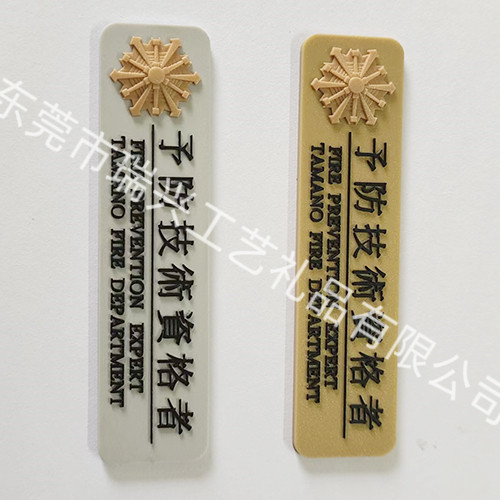 予防技術資格者
FIRE PREVENTION EXPERT
TAMANO FIRE DEPARTMENT
予防技術資格者
FIRE PREVENTION EXPERT
TAMANO FIRE DEPARTMENT
东莞市瑞兴工艺礼品有限公司